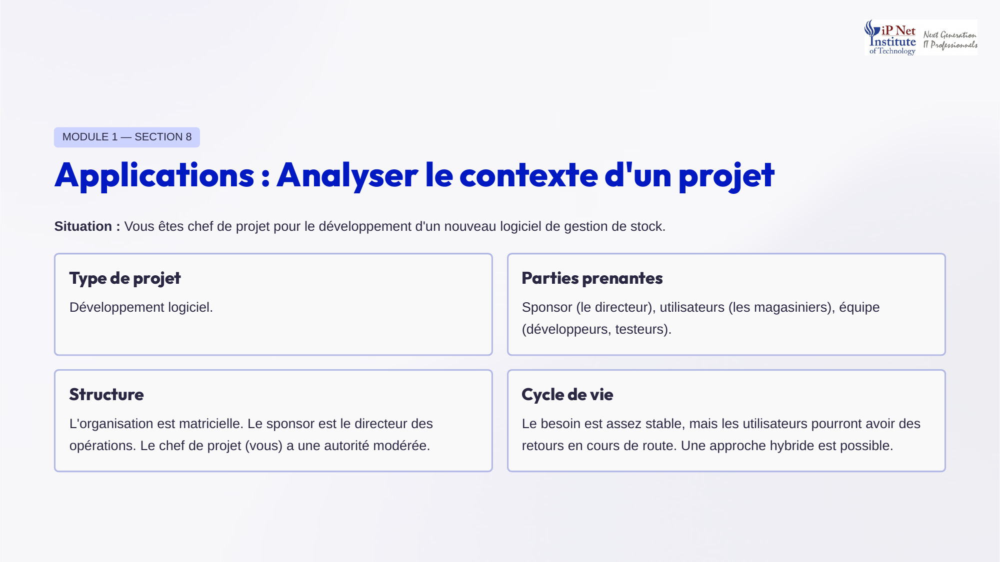 iP Net
Institute
of Technology
Next Generation
IT Professionnels
MODULE 1 — SECTION 8
Applications : Analyser le contexte d'un projet
Situation : Vous êtes chef de projet pour le développement d'un nouveau logiciel de gestion de stock.
Type de projet
Développement logiciel.
Parties prenantes
Sponsor (le directeur), utilisateurs (les magasiniers), équipe
(développeurs, testeurs).
Structure
L'organisation est matricielle. Le sponsor est le directeur des
opérations. Le chef de projet (vous) a une autorité modérée.
Cycle de vie
Le besoin est assez stable, mais les utilisateurs pourront avoir des
retours en cours de route. Une approche hybride est possible.